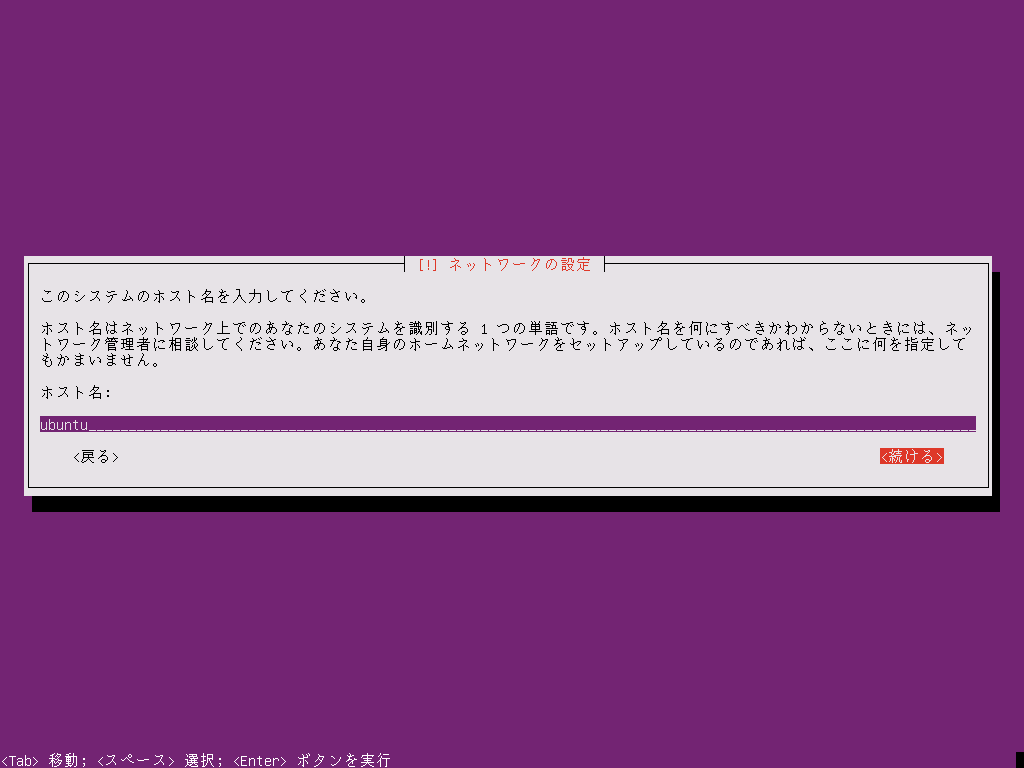 [!] ネットワークの設定
このシステムのホスト名を入力してください。
ホスト名はネットワーク上でのあなたのシステムを識別する 1 つの単語です。ホスト名を何にすべきかわからないときには、ネッ
トワーク管理者に相談してください。あなた自身のホームネットワークをセットアップしているのであれば、ここに何を指定して
もかまいません。
ホスト名:
ubuntu
<戻る> <続ける>
<Tab> 移動; <スペース> 選択; <Enter> ボタンを実行